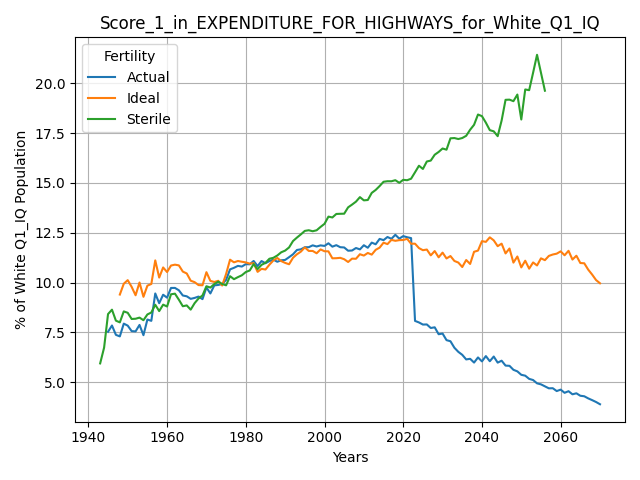 Score_1_in_EXPENDITURE_FOR_HIGHWAYS_for_White_Q1_IQ
Fertility
Actual
Ideal
Sterile
% of White Q1_IQ Population
20.0
17.5
15.0
12.5
10.0
7.5
5.0
1940 1960 1980 2000 2020 2040 2060
Years